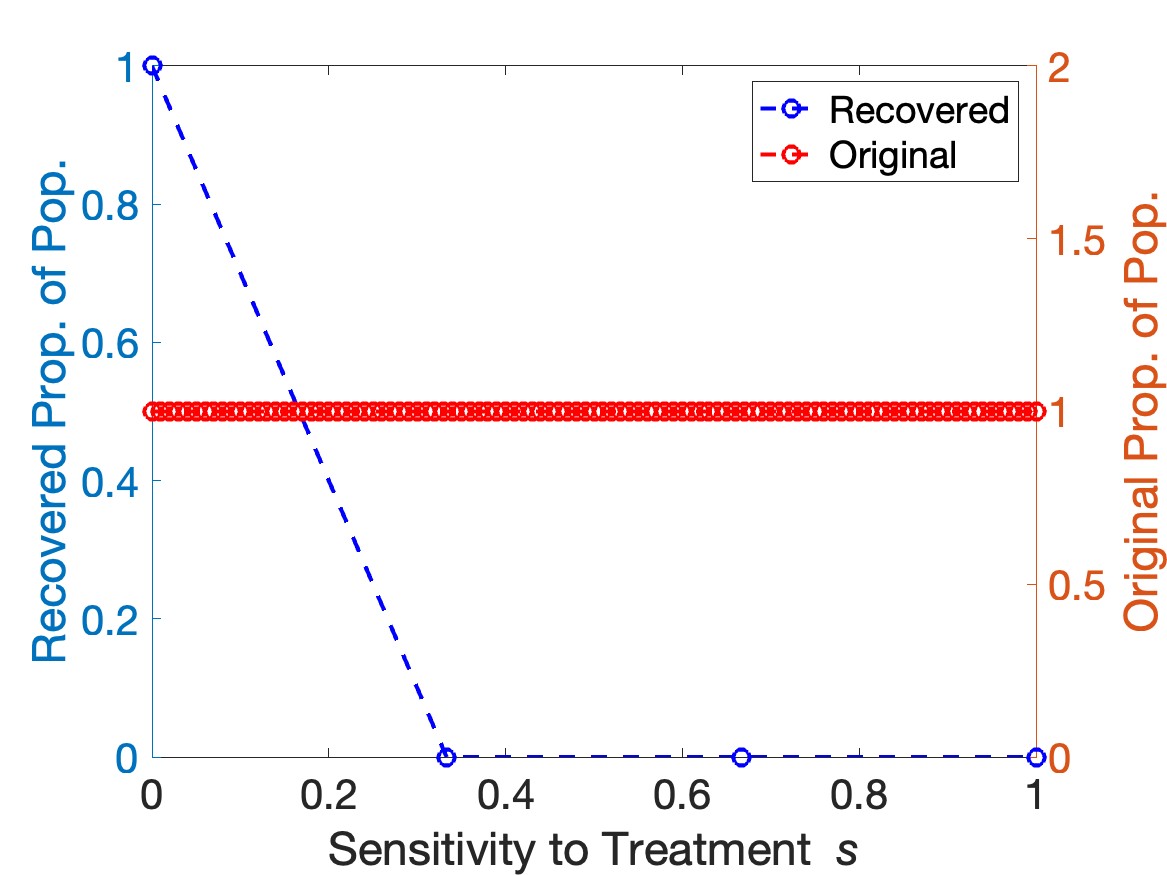 Recovered
Original
Recovered Prop. of Pop.
1
0.8
0.6
0.4
0.2
0
Original Prop. of Pop.
2
1.5
1
0.5
0
0 0.2 0.4 0.6 0.8 1
Sensitivity to Treatment s